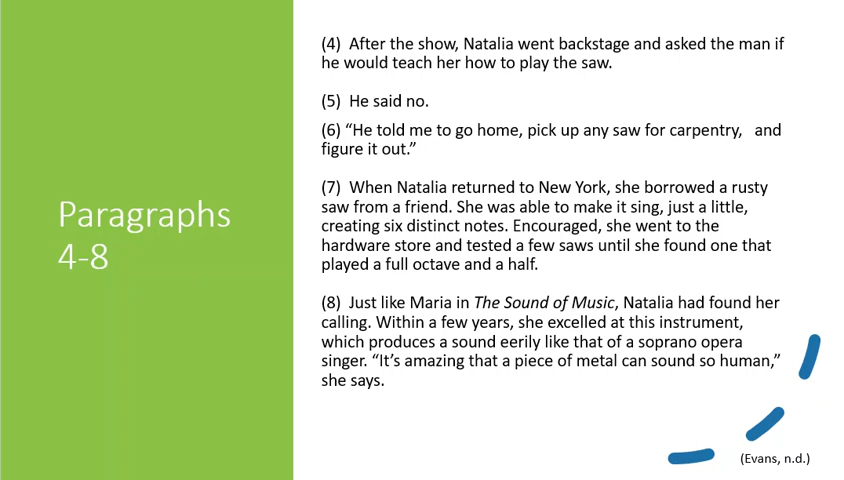 Paragraphs
4-8
(4) After the show, Natalia went backstage and asked the man if
he would teach her how to play the saw.
(5) He said no.
(6) “He told me to go home, pick up any saw for carpentry, and
figure it out.”
(7) When Natalia returned to New York, she borrowed a rusty
saw from a friend. She was able to make it sing, just a little,
creating six distinct notes. Encouraged, she went to the
hardware store and tested a few saws until she found one that
played a full octave and a half.
(8) Just like Maria in The Sound of Music, Natalia had found her
calling. Within a few years, she excelled at this instrument,
which produces a sound eerily like that of a soprano opera
singer. “It’s amazing that a piece of metal can sound so human,”
she says.
(Evans, n.d.)